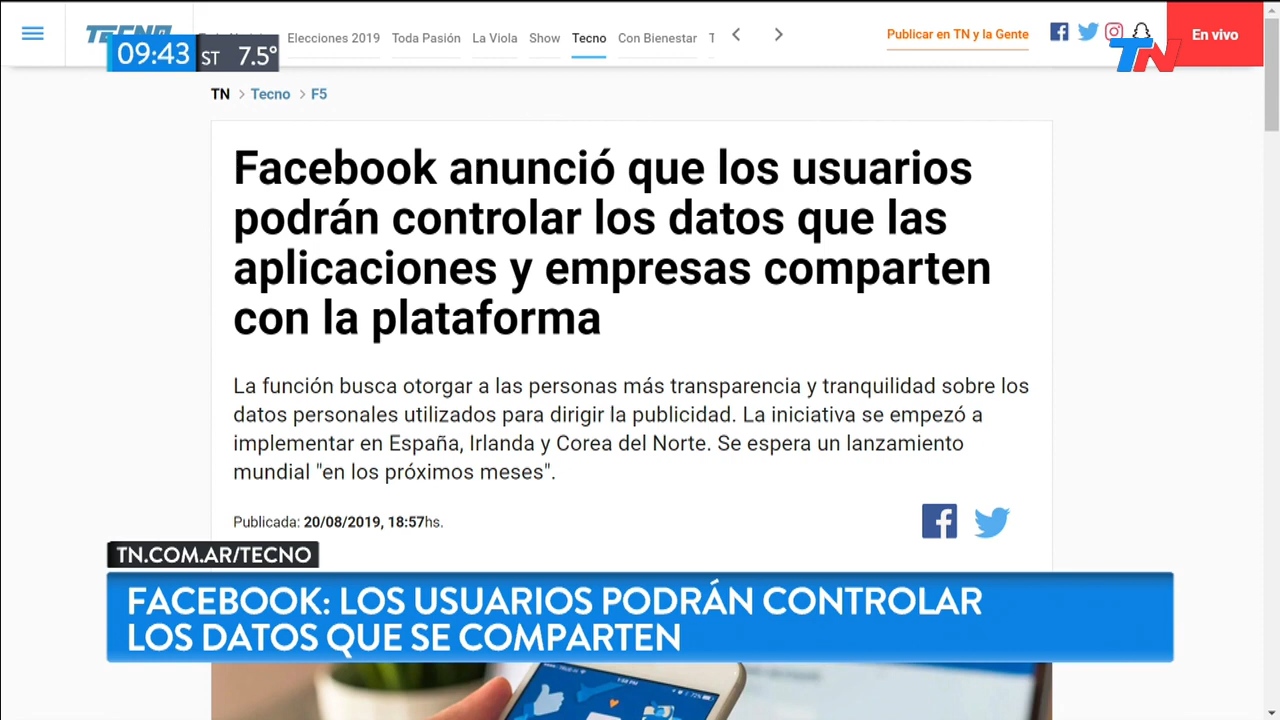 TECNO
Elecciones 2019 Toda Pasión La Viola Show Tecno Con Bienestar T
Publicar en TN y la Gente
En vivo
09:43 ST 7.5°
TN
TN > Tecno > F5
Facebook anunció que los usuarios
podrán controlar los datos que las
aplicaciones y empresas comparten
con la plataforma
La función busca otorgar a las personas más transparencia y tranquilidad sobre los
datos personales utilizados para dirigir la publicidad. La iniciativa se empezó a
implementar en España, Irlanda y Corea del Norte. Se espera un lanzamiento
mundial "en los próximos meses".
Publicada: 20/08/2019, 18:57hs.
TN.COM.AR/TECNO
FACEBOOK: LOS USUARIOS PODRÁN CONTROLAR
LOS DATOS QUE SE COMPARTEN